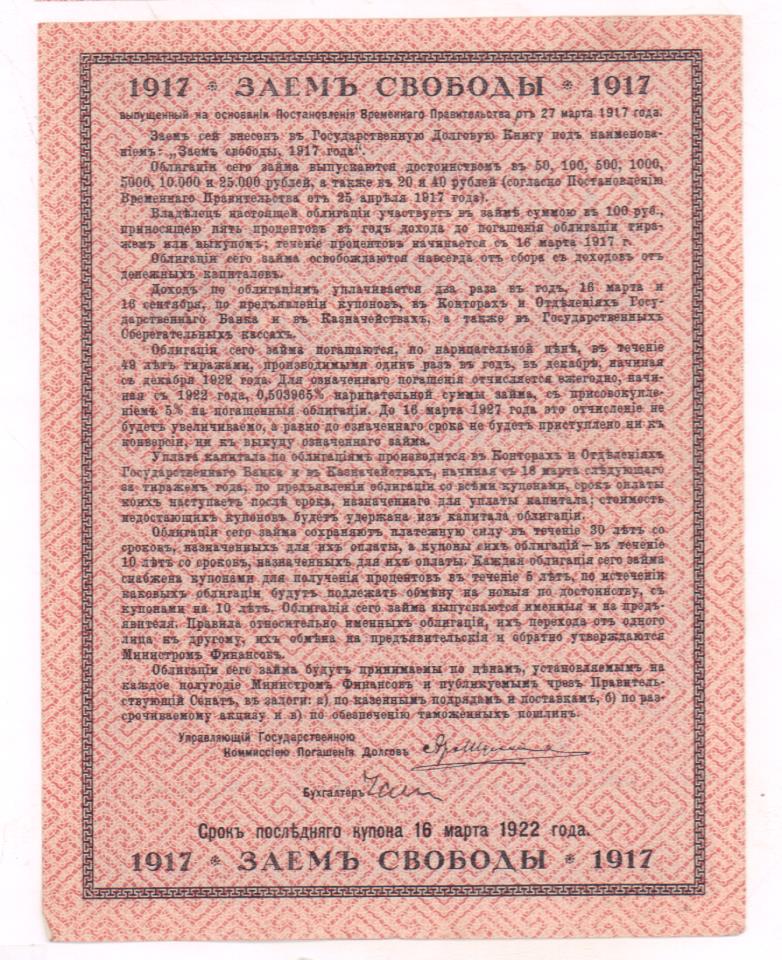 1917 * ЗАЕМЪ СВОБОДЫ * 1917
выпущенный на основаніи Постановленія Временнаго Правительства отъ 27 марта 1917 года.
Заемъ сей внесенъ въ Государственную Долговую Книгу подъ наименова-
ніемъ: „Заемъ свободы, 1917 года“.
Облигаціи сего займа выпускаются достоинствомъ въ 50, 100, 500, 1000,
5000, 10.000 и 25.000 рублей, а также въ 20 и 40 рублей (согласно Постановленію
Временнаго Правительства отъ 25 апрѣля 1917 года).
Владѣлецъ настоящей облигаціи участвуетъ въ займѣ суммою въ 100 руб.,
приносящею пять процентовъ въ годъ дохода до погашенія облигаціи тира-
жемъ или выкупомъ; теченіе процентовъ начинается съ 16 марта 1917 г.
Облигаціи сего займа освобождаются навсегда отъ сбора съ доходовъ отъ
денежныхъ капиталовъ.
Доходъ по облигаціямъ уплачивается два раза въ годъ, 16 марта и
16 сентября, по предъявленіи купоновъ, въ Конторахъ и Отдѣленіяхъ Госу-
дарственнаго Банка и въ Казначействахъ, а также въ Государственныхъ
Сберегательныхъ кассахъ.
Облигаціи сего займа погашаются, по нарицательной цѣнѣ, въ теченіе
49 лѣтъ тиражами, производимыми одинъ разъ въ годъ, въ декабрѣ, начиная
съ декабря 1922 года. Для означеннаго погашенія отчисляется ежегодно, начи-
ная съ 1922 года, 0,503965% нарицательной суммы займа, съ присовокупле-
ніемъ 5% на погашенныя облигаціи. До 16 марта 1927 года это отчисленіе не
будетъ увеличиваемо, а равно до означеннаго срока не будетъ приступлено ни къ
конверсіи, ни къ выкупу означеннаго займа.
Уплата капитала по облигаціямъ производится въ Конторахъ и Отдѣленіяхъ
Государственнаго Банка и въ Казначействахъ, начиная съ 16 марта слѣдующаго
за тиражемъ года, по предъявленіи облигаціи со всѣми купонами, срокъ оплаты
коихъ наступаетъ послѣ срока, назначеннаго для уплаты капитала; стоимость
недостающихъ купоновъ будетъ удержана изъ капитала облигаціи.
Облигаціи сего займа сохраняютъ платежную силу въ теченіе 30 лѣтъ со
сроковъ, назначенныхъ для ихъ оплаты, а купоны сихъ облигацій — въ теченіе
10 лѣтъ со сроковъ, назначенныхъ для ихъ оплаты. Каждая облигація сего займа
снабжена купонами для полученія процентовъ въ теченіе 5 лѣтъ, по истеченіи
каковыхъ облигаціи будутъ подлежать обмѣну на новыя по достоинству, съ
купонами на 10 лѣтъ. Облигаціи сего займа выпускаются именныя и на предъ-
явителя. Правила относительно именныхъ облигацій, ихъ перехода отъ одного
лица къ другому, ихъ обмѣна на предъявительскія и обратно утверждаются
Министромъ Финансовъ.
Облигаціи сего займа будутъ принимаемы по цѣнамъ, установляемымъ на
каждое полугодіе Министромъ Финансовъ и публикуемымъ чрезъ Правитель-
ствующій Сенатъ, въ залоги: а) по казеннымъ подрядамъ и поставкамъ, б) по раз-
срочиваемому акцизу и в) по обезпеченію таможенныхъ пошлинъ.
Управляющій Государственною
Коммиссіею Погашенія Долговъ
Бухгалтеръ
Срокъ послѣдняго купона 16 марта 1922 года.
1917 * ЗАЕМЪ СВОБОДЫ * 1917